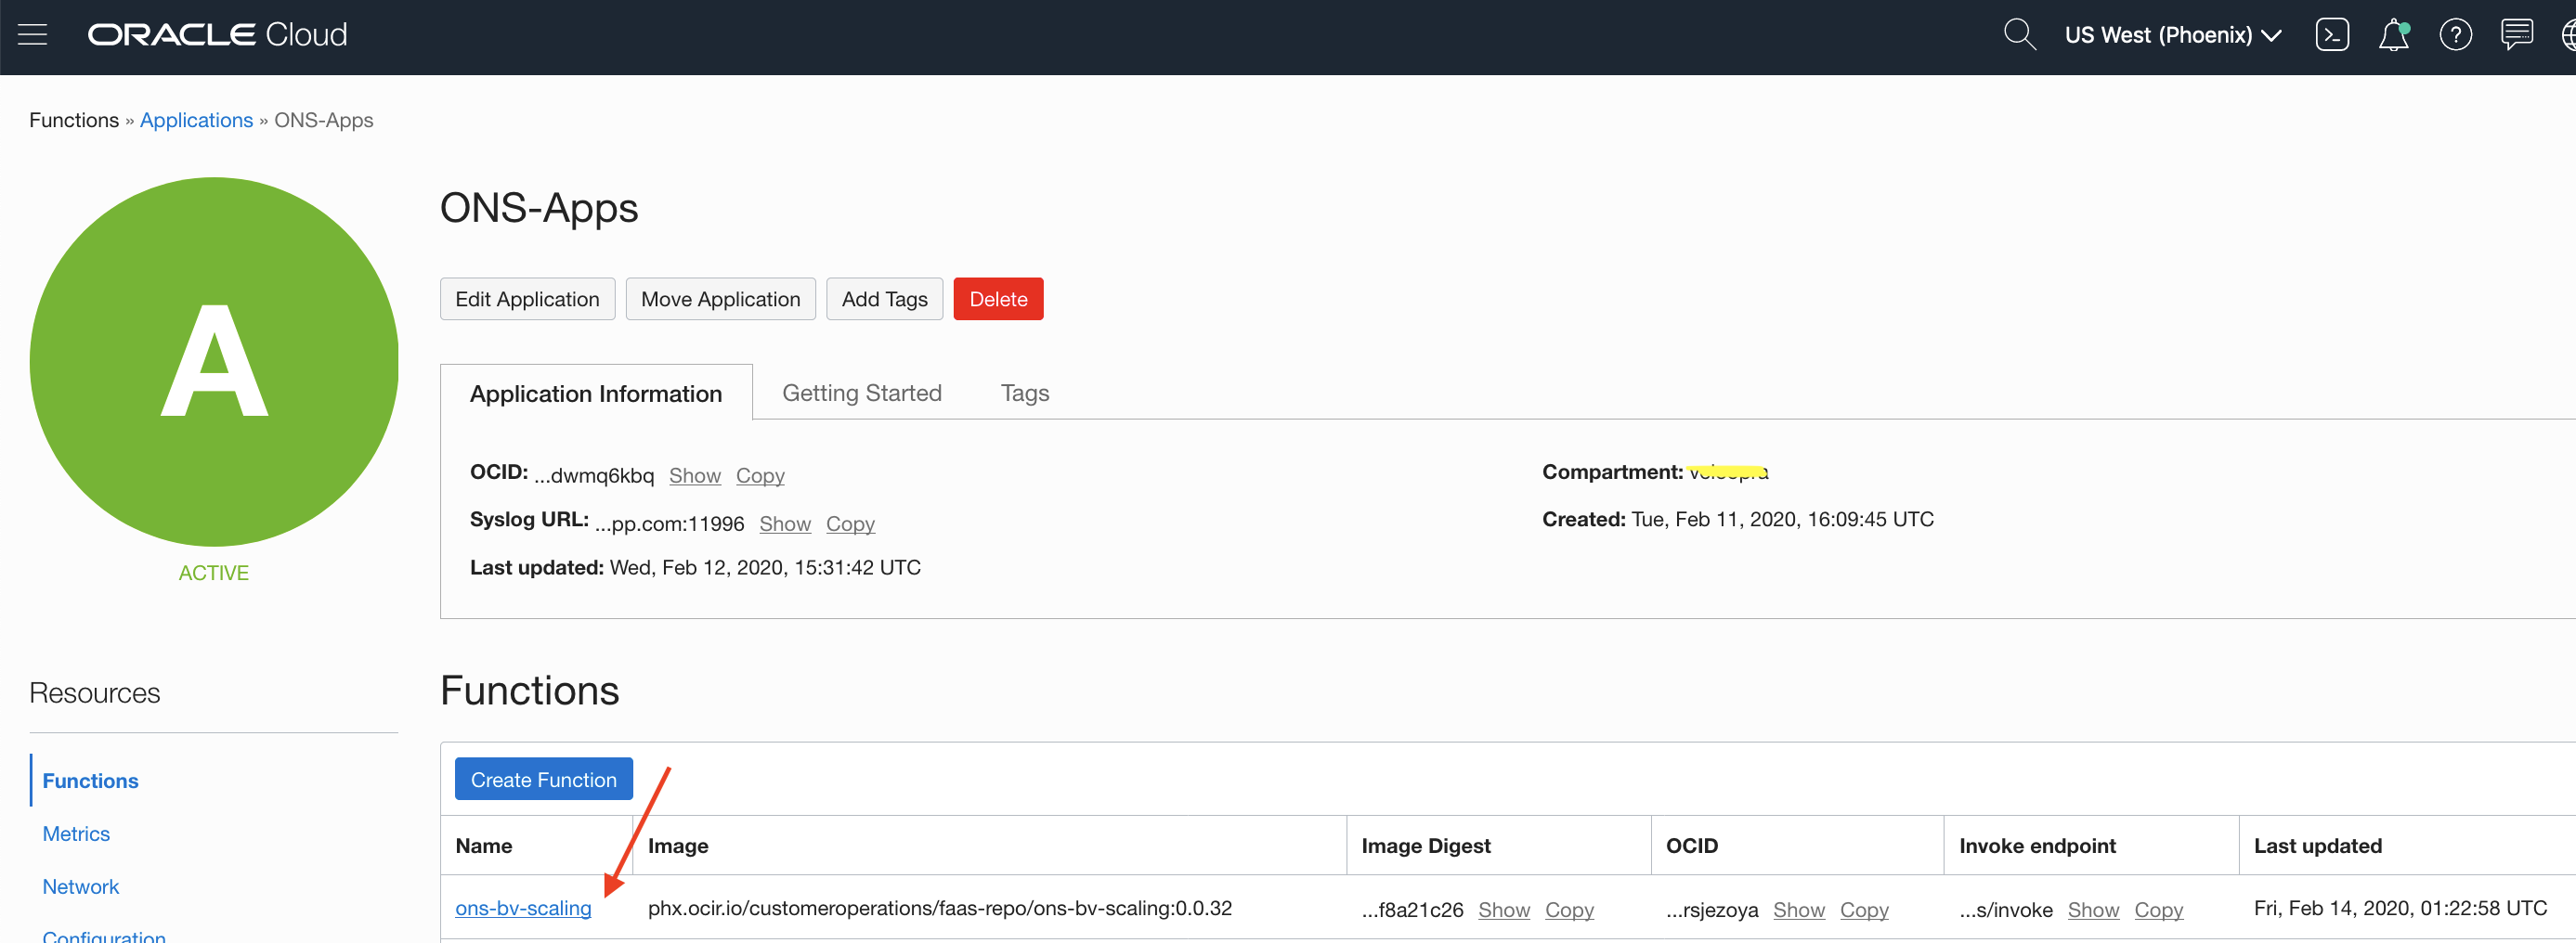 ORACLE Cloud
US West (Phoenix)
Functions » Applications » ONS-Apps
A
ACTIVE
ONS-Apps
Edit Application Move Application Add Tags Delete
Application Information Getting Started Tags
OCID: ...dwmq6kbq Show Copy
Compartment:
Syslog URL: ...pp.com:11996 Show Copy
Created: Tue, Feb 11, 2020, 16:09:45 UTC
Last updated: Wed, Feb 12, 2020, 15:31:42 UTC
Resources
Functions
Metrics
Network
Configuration
Functions
Create Function
Name Image Image Digest OCID Invoke endpoint Last updated
ons-bv-scaling phx.ocir.io/customeroperations/faas-repo/ons-bv-scaling:0.0.32 ...f8a21c26 Show Copy ...rsjezoya Show Copy ...s/invoke Show Copy Fri, Feb 14, 2020, 01:22:58 UTC